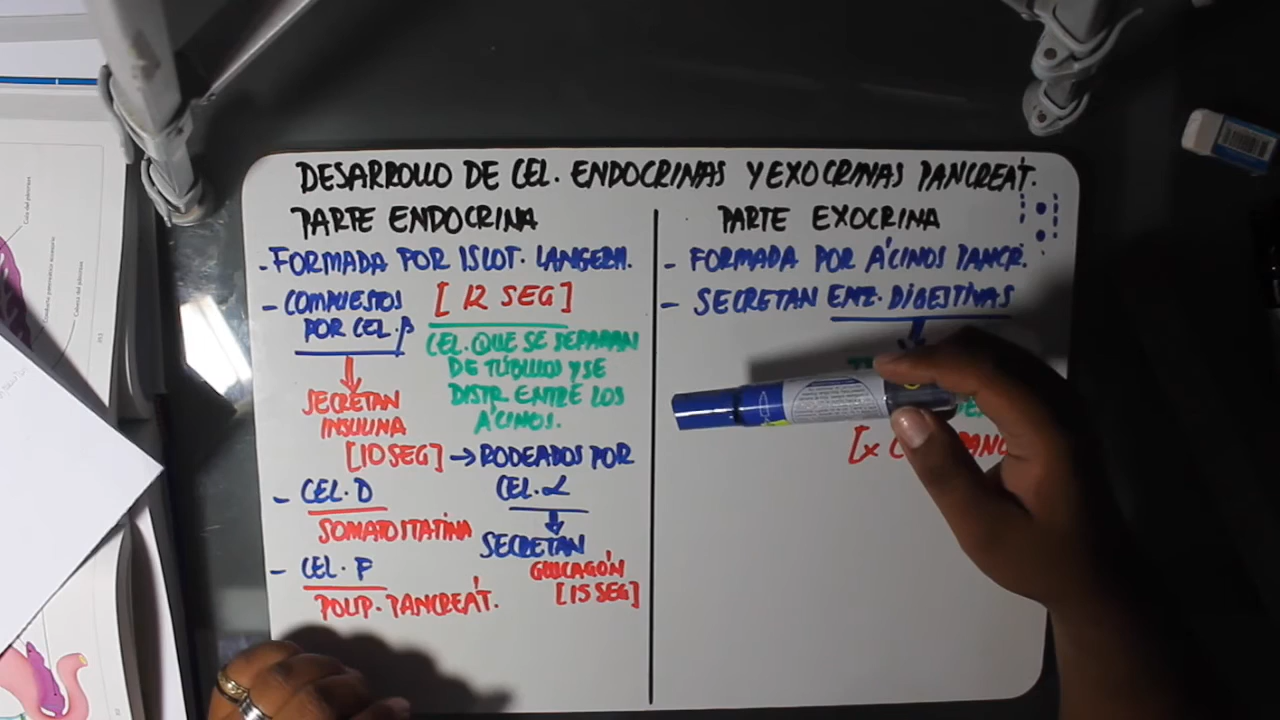 DESARROLLO DE CEL. ENDOCRINAS Y EXOCRINAS PANCREÁT.
PARTE ENDOCRINA
- FORMADA POR ISLOT. LANGERH.
- COMPUESTOS
POR CEL. β
[12 SEG]
CEL. QUE SE SEPARAN
DE TÚBULOS Y SE
DISTR ENTRE LOS
ÁCINOS.
SECRETAN
INSULINA
[10 SEG] → RODEADOS POR
CEL. α
SECRETAN
GLUCAGÓN
[15 SEG]
- CEL. D
SOMATOSTATINA
- CEL. F
POLIP. PANCREÁT.
PARTE EXOCRINA
- FORMADA POR ÁCINOS PANCR.
- SECRETAN ENZ. DIGESTIVAS